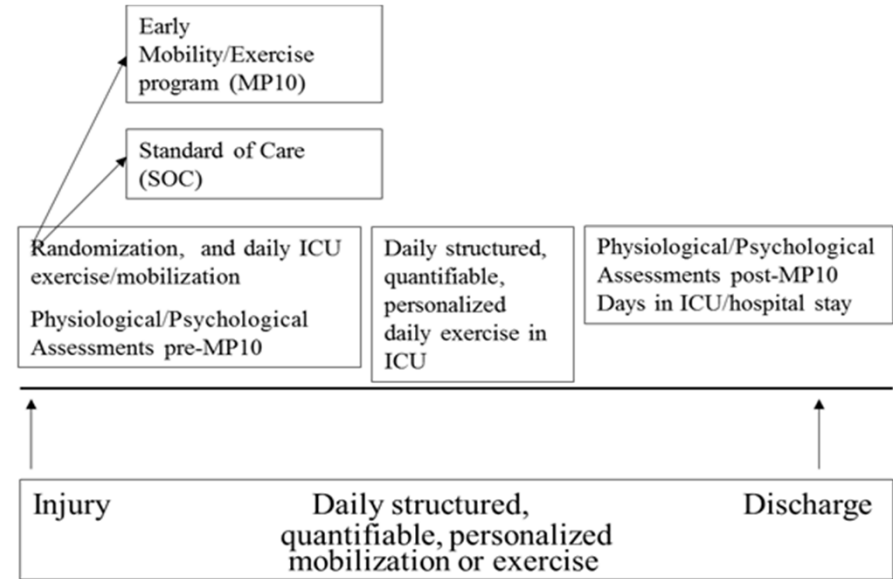 Early
Mobility/Exercise
program (MP10)
Standard of Care
(SOC)
Randomization, and daily ICU
exercise/mobilization
Physiological/Psychological
Assessments pre-MP10
Daily structured,
quantifiable,
personalized
daily exercise in
ICU
Physiological/Psychological
Assessments post-MP10
Days in ICU/hospital stay
Injury
Daily structured,
quantifiable, personalized
mobilization or exercise
Discharge